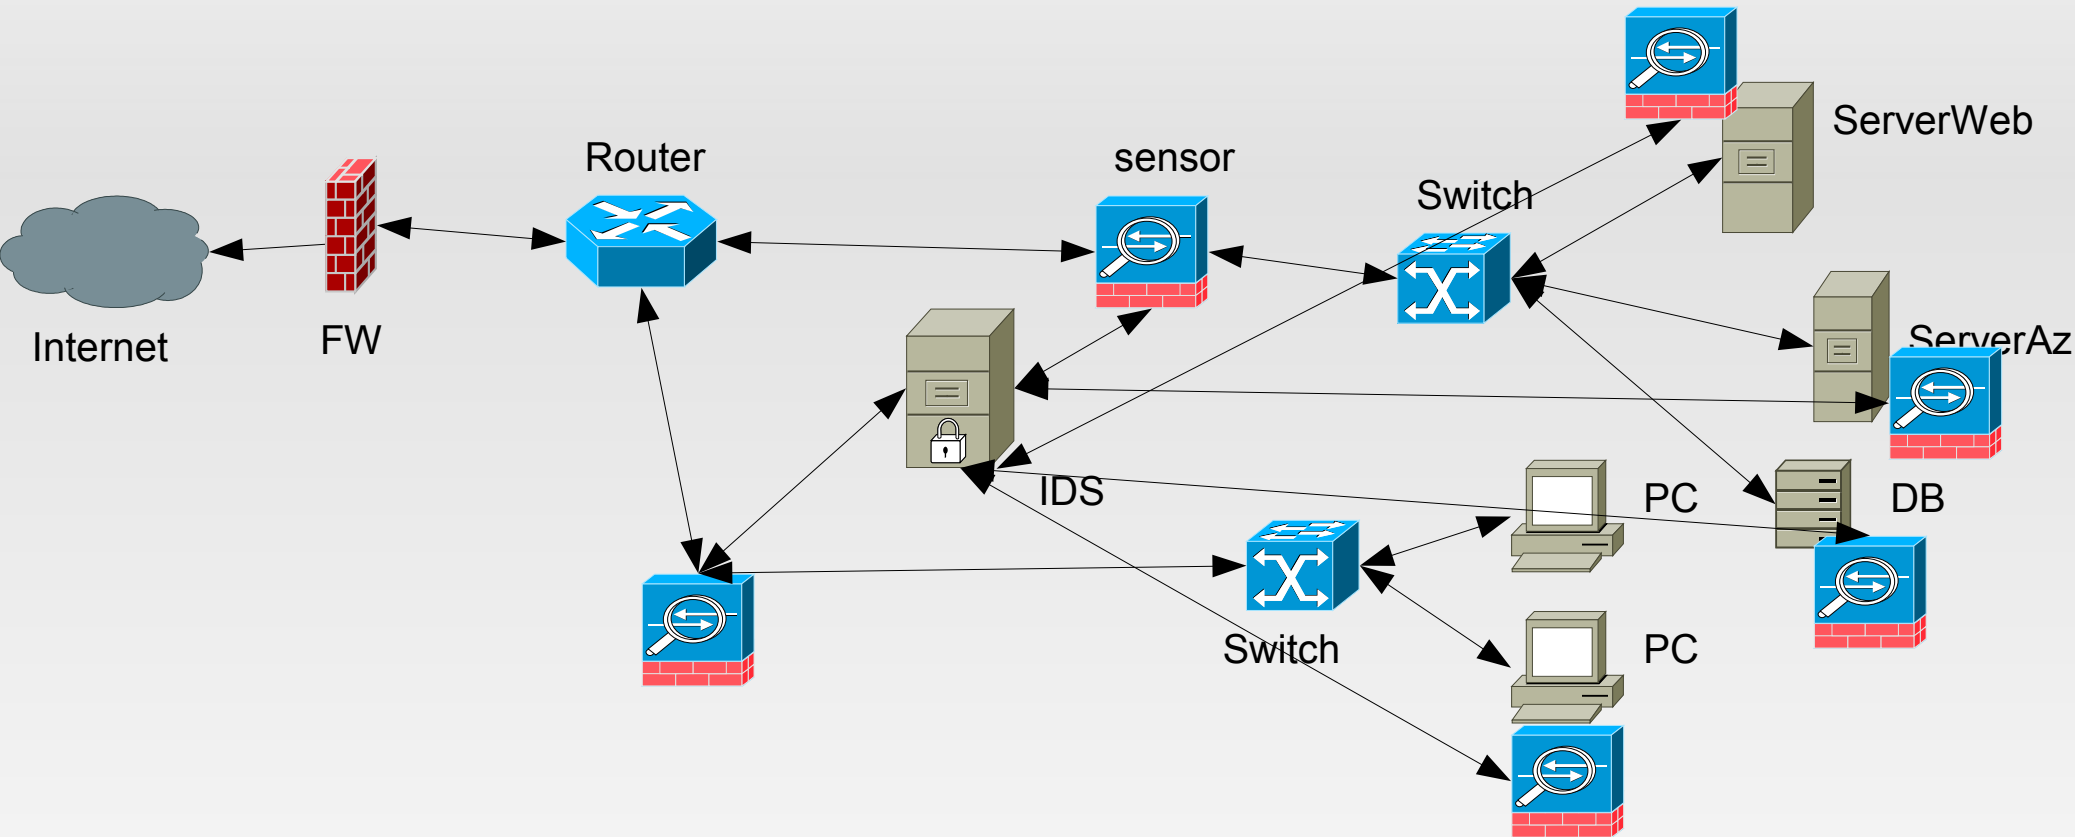 Router
sensor
ServerWeb
Switch
Internet
FW
ServerAz
IDS
PC
DB
Switch
PC